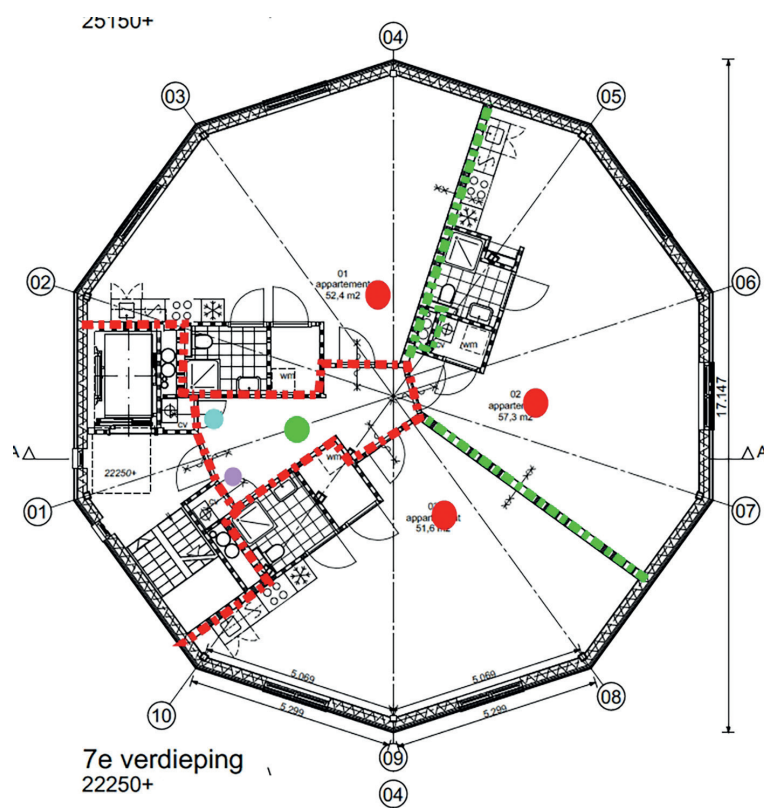 25150+
04
03
05
02
06
01
appartement
52,4 m2
wm
wm
02
appartement
57,3 m2
17.147
cv
A
22250+
wm
A
01
07
appartement
51,6 m2
5.069
5.069
5.299
5.299
10
08
09
7e verdieping
22250+
04